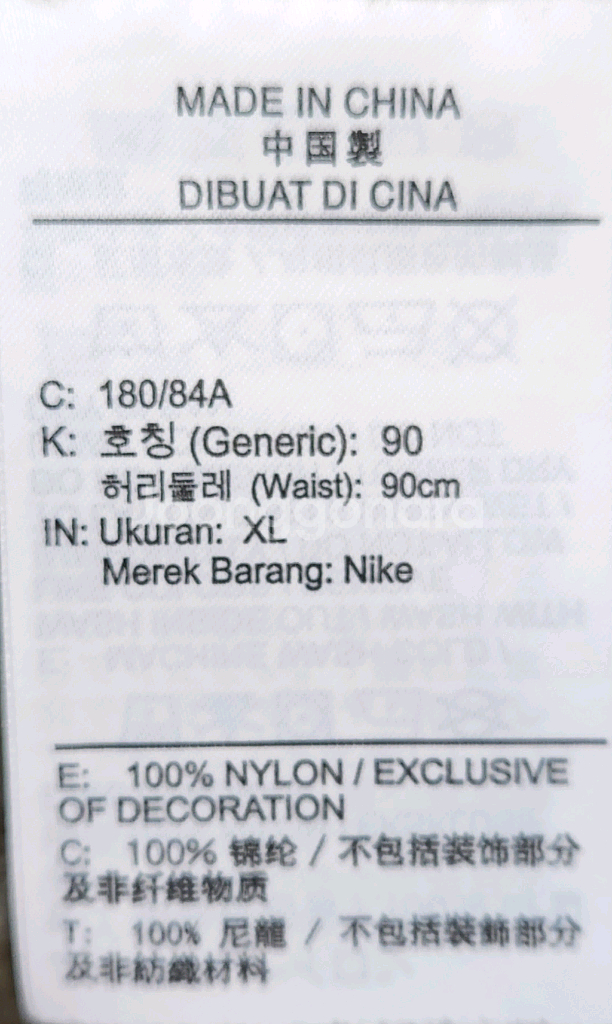 MADE IN CHINA
中国製
DIBUAT DI CINA
C: 180/84A
K: 호칭 (Generic): 90
허리둘레 (Waist): 90cm
IN: Ukuran: XL
Merek Barang: Nike
E: 100% NYLON / EXCLUSIVE
OF DECORATION
C: 100% 锦纶 / 不包括装饰部分
及非纤维物质
T: 100% 尼龍 / 不包括裝飾部分
及非紡織材料